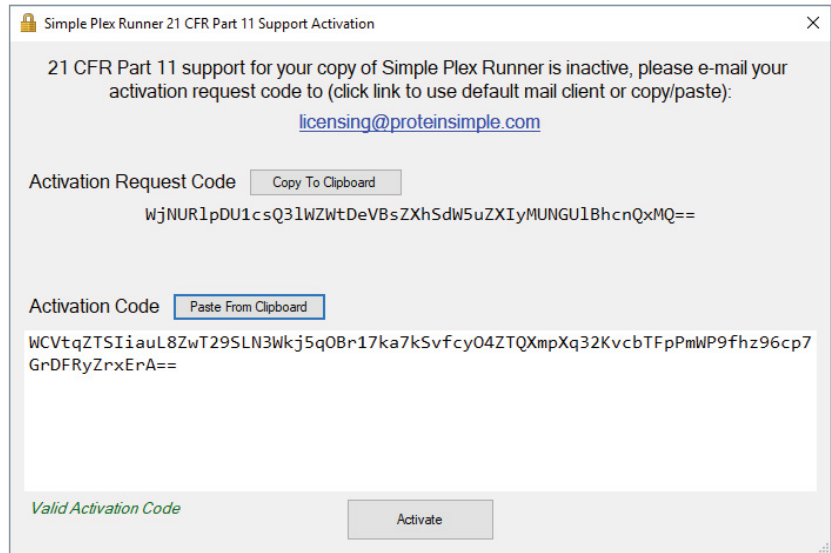 Simple Plex Runner 21 CFR Part 11 Support Activation
21 CFR Part 11 support for your copy of Simple Plex Runner is inactive, please e-mail your
activation request code to (click link to use default mail client or copy/paste):
licensing@proteinsimple.com
Activation Request Code Copy To Clipboard
WjNURlpDU1csQ3lWZWtDeVBsZXhSdW5uZXIyMUNGUlBhcnQxMQ==
Activation Code Paste From Clipboard
WCVtqZTSIiauL8ZwT29SLN3Wkj5qOBr17ka7kSvfcyO4ZTQXmpXq32KvcbTFpPmWP9fhz96cp7
GrDFRyZrxErA==
Valid Activation Code
Activate